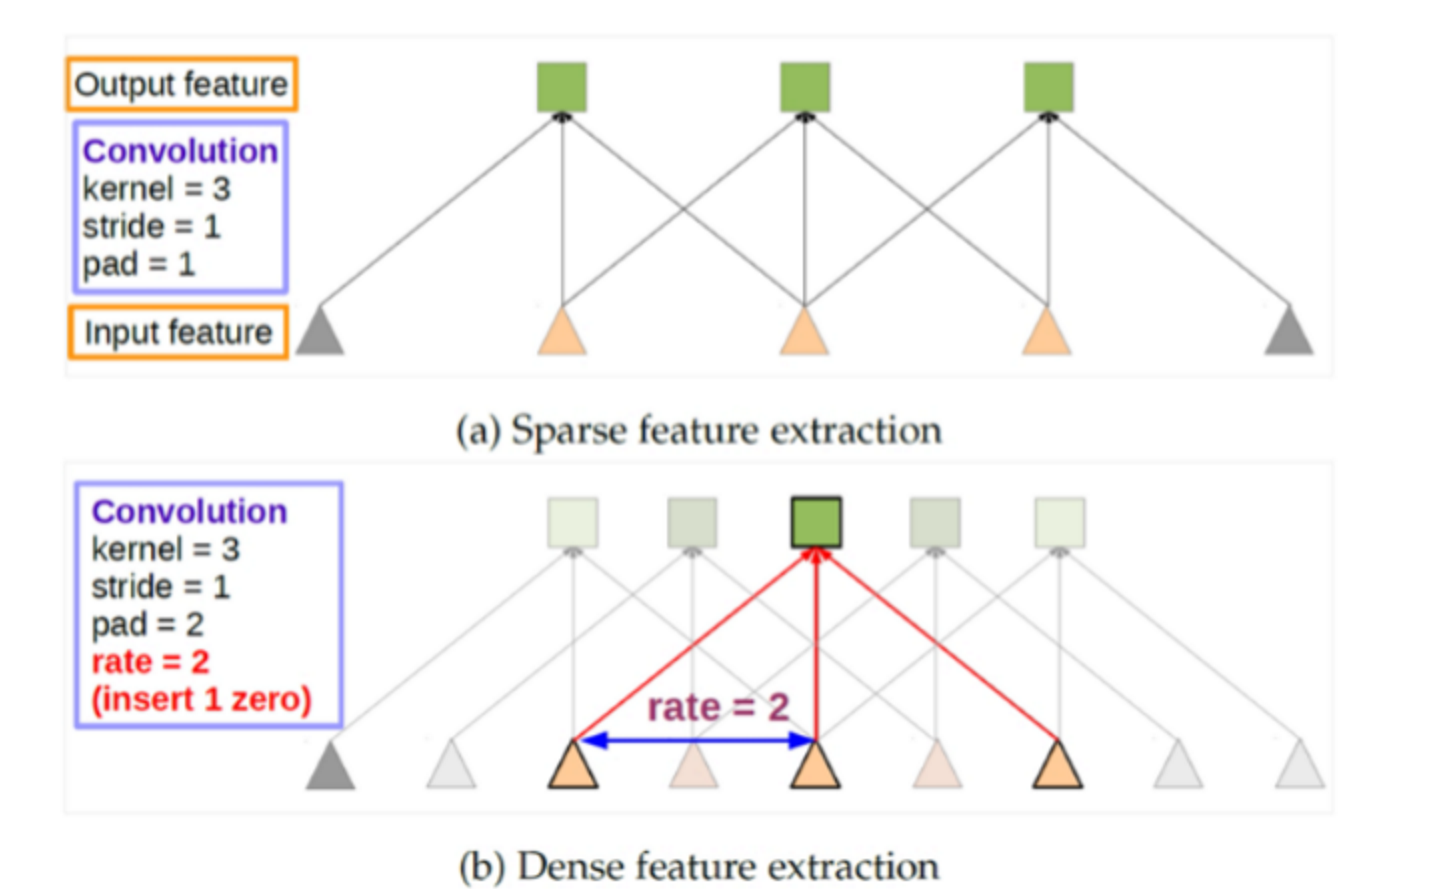 Output feature
Convolution
kernel = 3
stride = 1
pad = 1
Input feature
(a) Sparse feature extraction
Convolution
kernel = 3
stride = 1
pad = 2
rate = 2
(insert 1 zero)
rate = 2
(b) Dense feature extraction